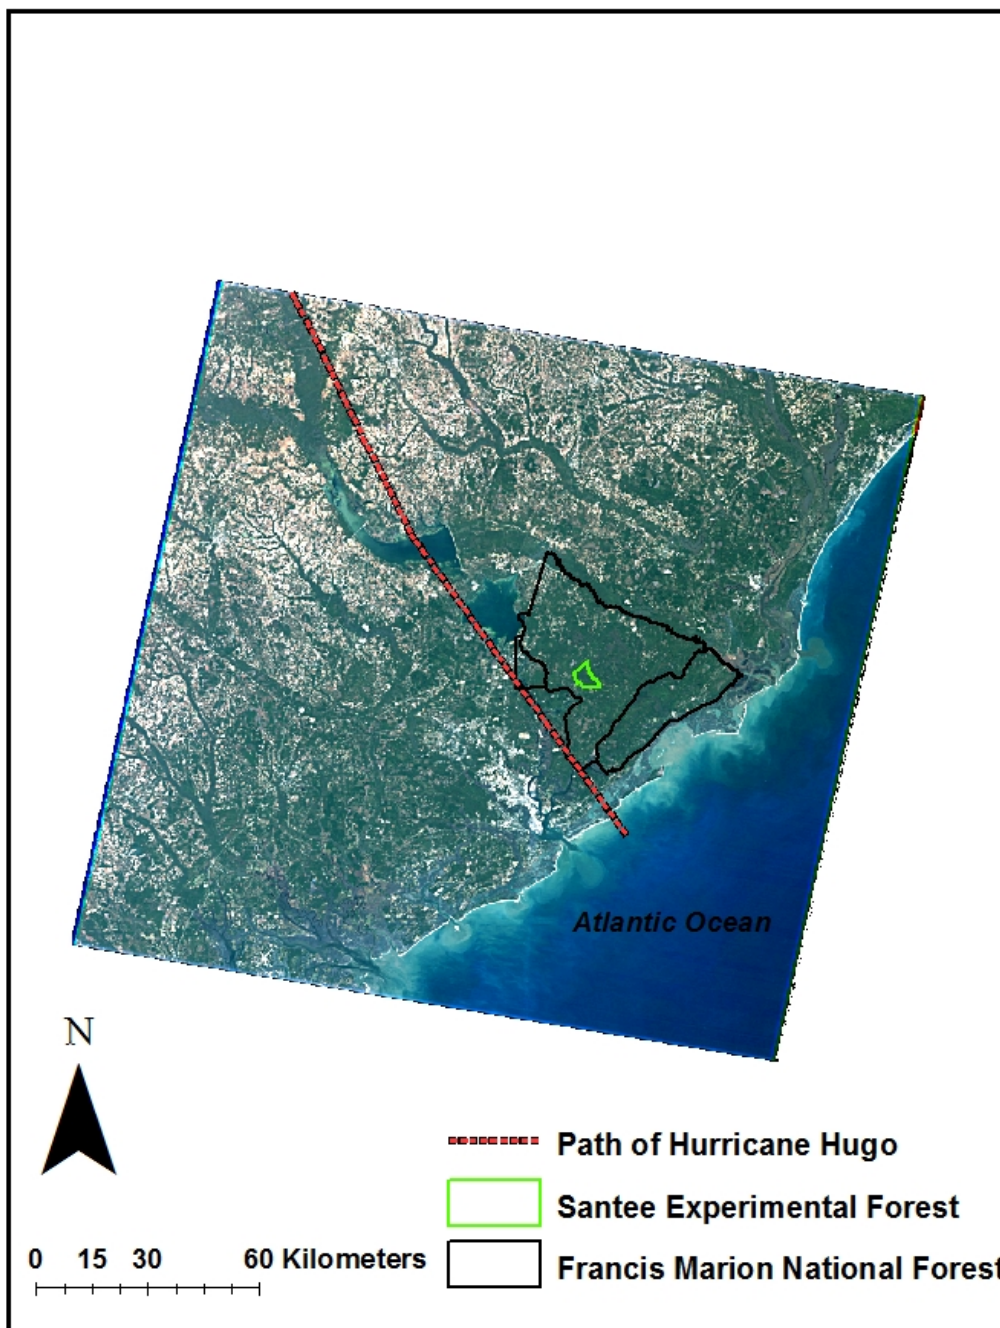 Atlantic Ocean
N
Path of Hurricane Hugo
Santee Experimental Forest
0 15 30 60 Kilometers
Francis Marion National Forest